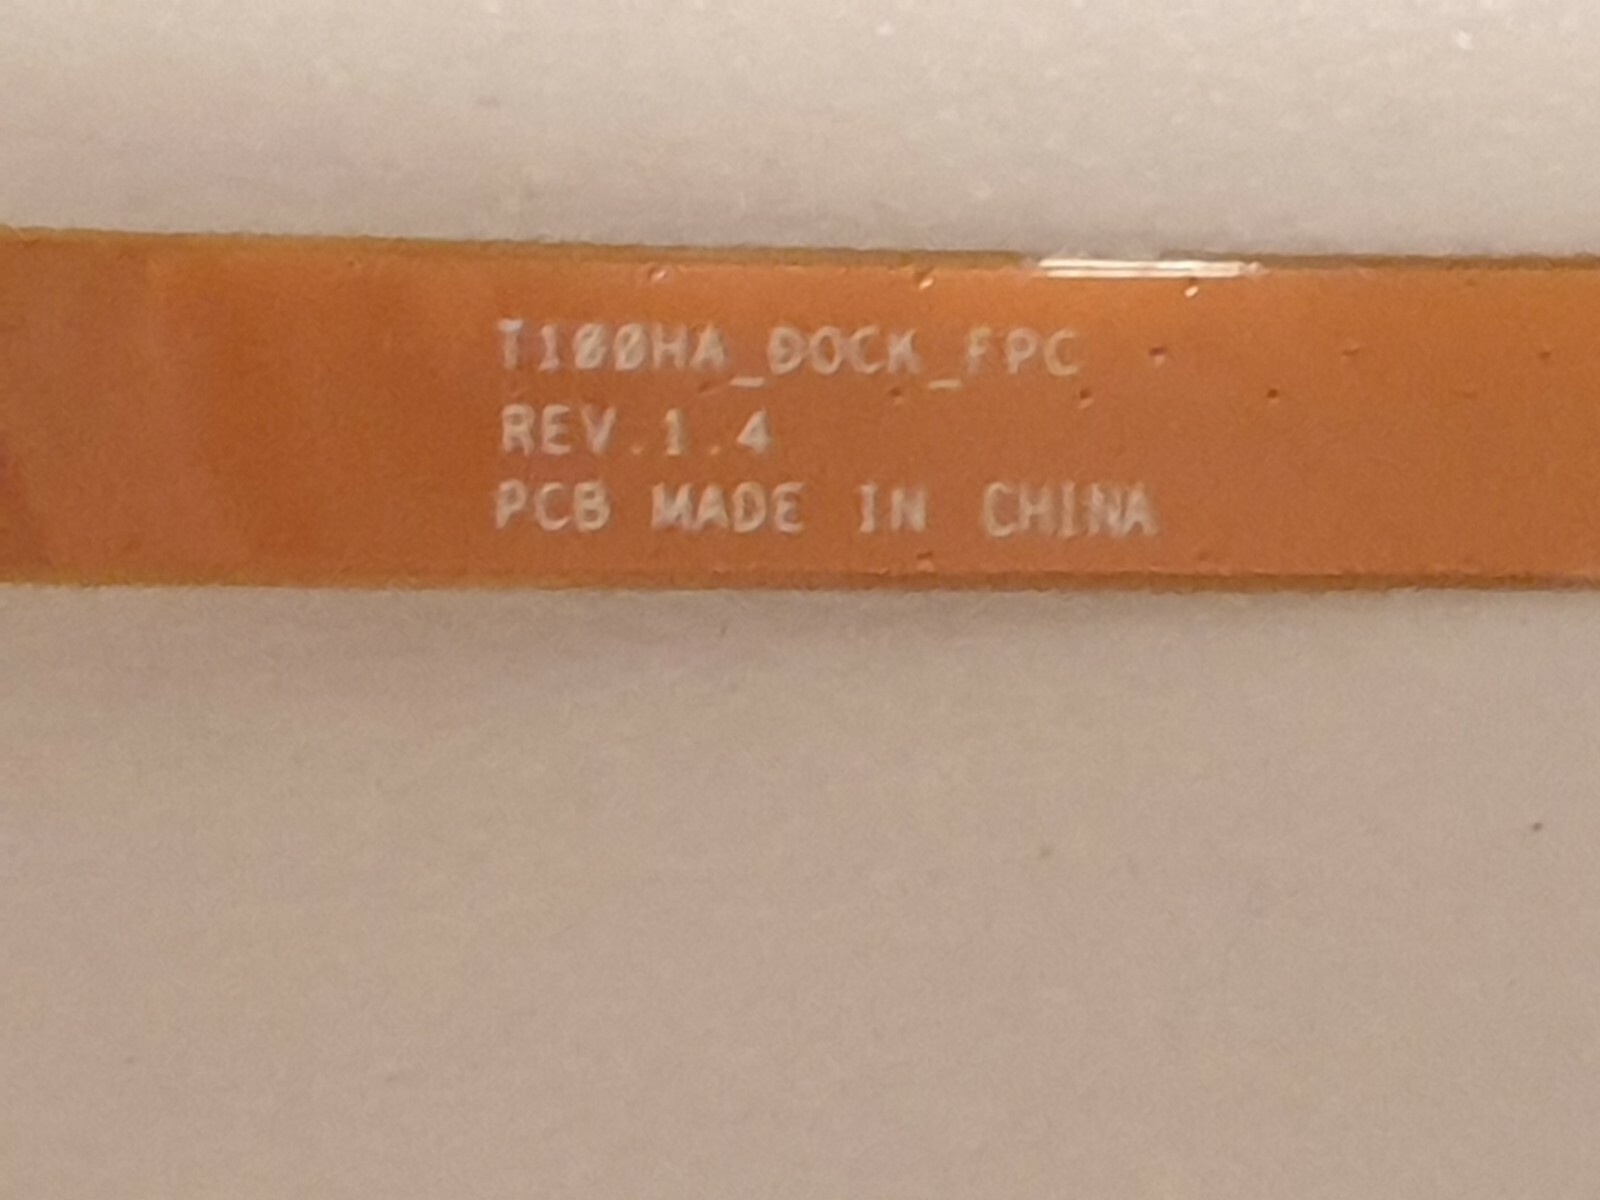 T100HA_DOCK_FPC
REV.1.4
PCB MADE IN CHINA